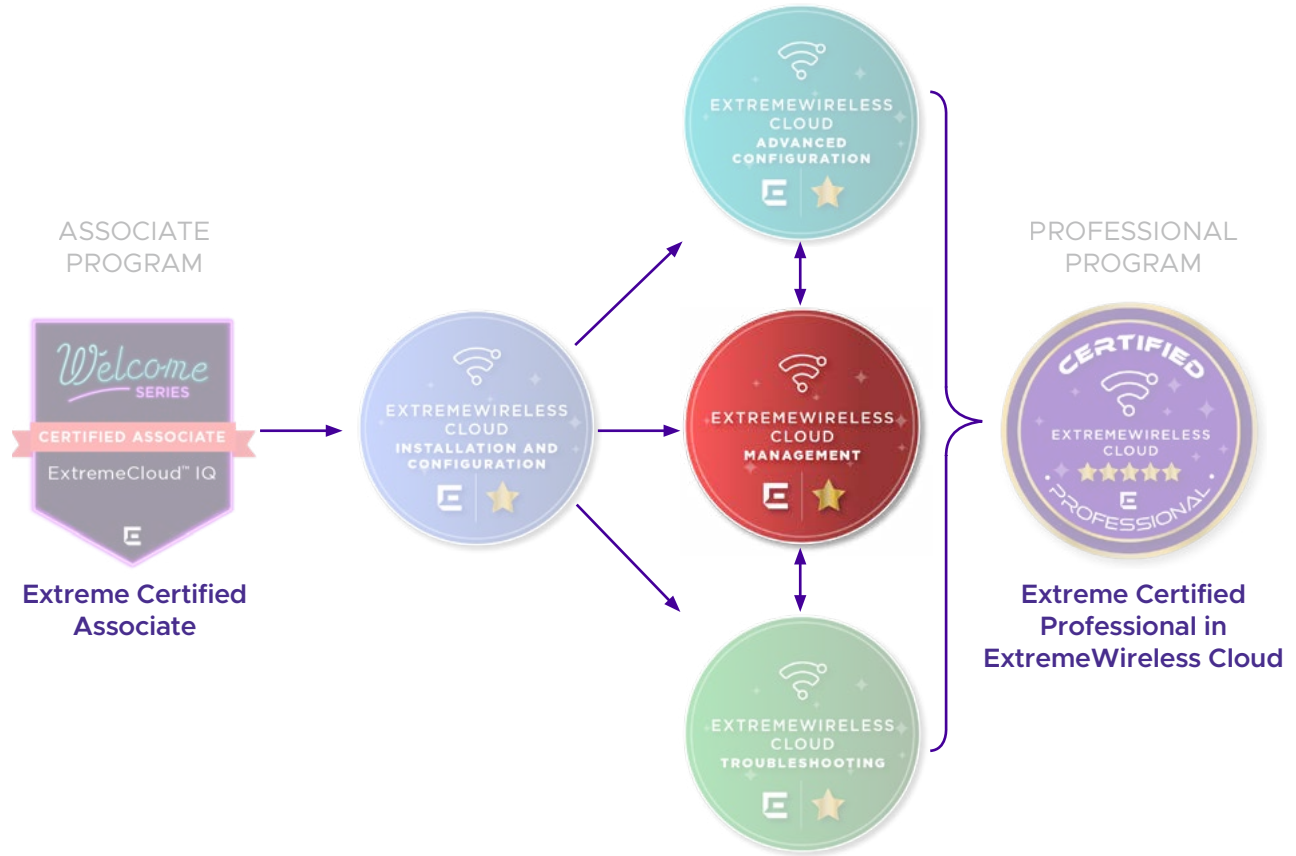 ASSOCIATE
PROGRAM
Welcome
SERIES
CERTIFIED ASSOCIATE
ExtremeCloud™ IQ
Extreme Certified
Associate
EXTREMEWIRELESS
CLOUD
INSTALLATION AND
CONFIGURATION
EXTREMEWIRELESS
CLOUD
ADVANCED
CONFIGURATION
EXTREMEWIRELESS
CLOUD
MANAGEMENT
EXTREMEWIRELESS
CLOUD
TROUBLESHOOTING
PROFESSIONAL
PROGRAM
CERTIFIED
EXTREMEWIRELESS
CLOUD
PROFESSIONAL
Extreme Certified
Professional in
ExtremeWireless Cloud